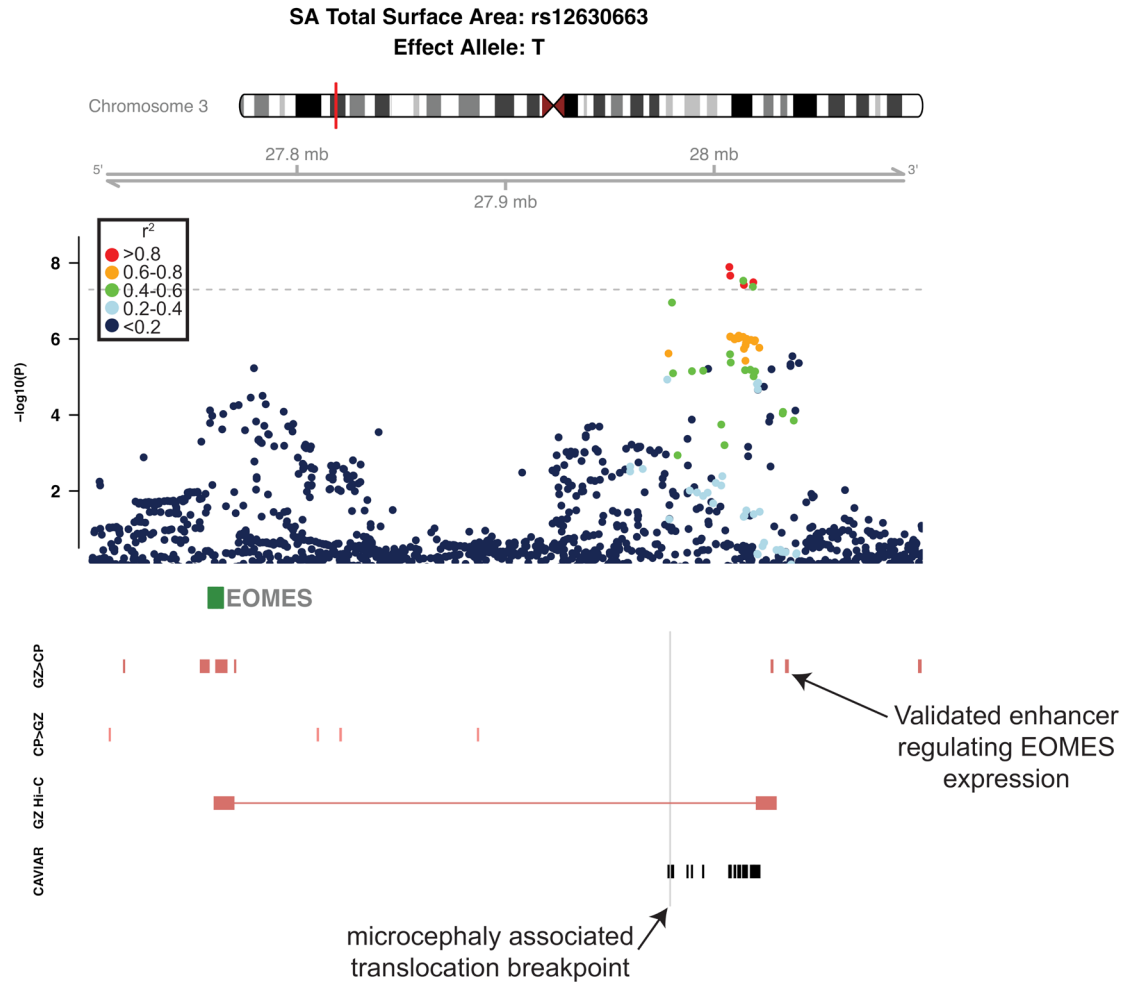 SA Total Surface Area: rs12630663
Effect Allele: T
Chromosome 3
27.8 mb
28 mb
5'
3'
27.9 mb
r²
>0.8
0.6-0.8
0.4-0.6
0.2-0.4
<0.2
8
6
4
2
−log10(P)
EOMES
GZ>CP
CP>GZ
GZ Hi−C
CAVIAR
Validated enhancer
regulating EOMES
expression
microcephaly associated
translocation breakpoint